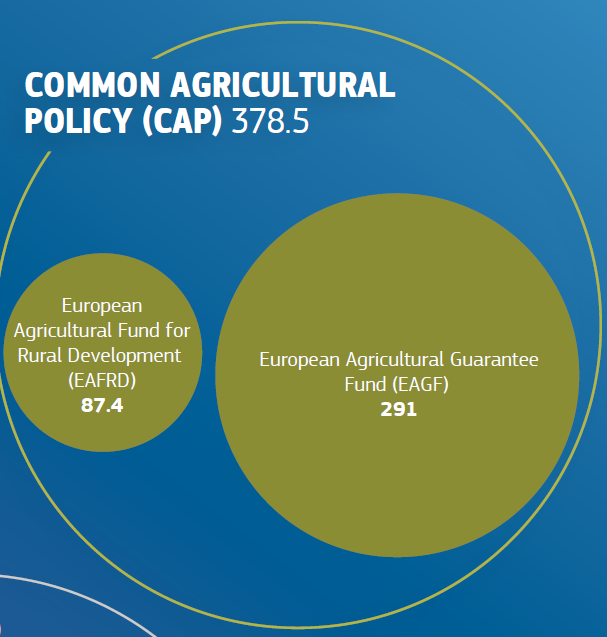 COMMON AGRICULTURAL
POLICY (CAP) 378.5
European
Agricultural Fund for
Rural Development
(EAFRD)
87.4
European Agricultural Guarantee
Fund (EAGF)
291